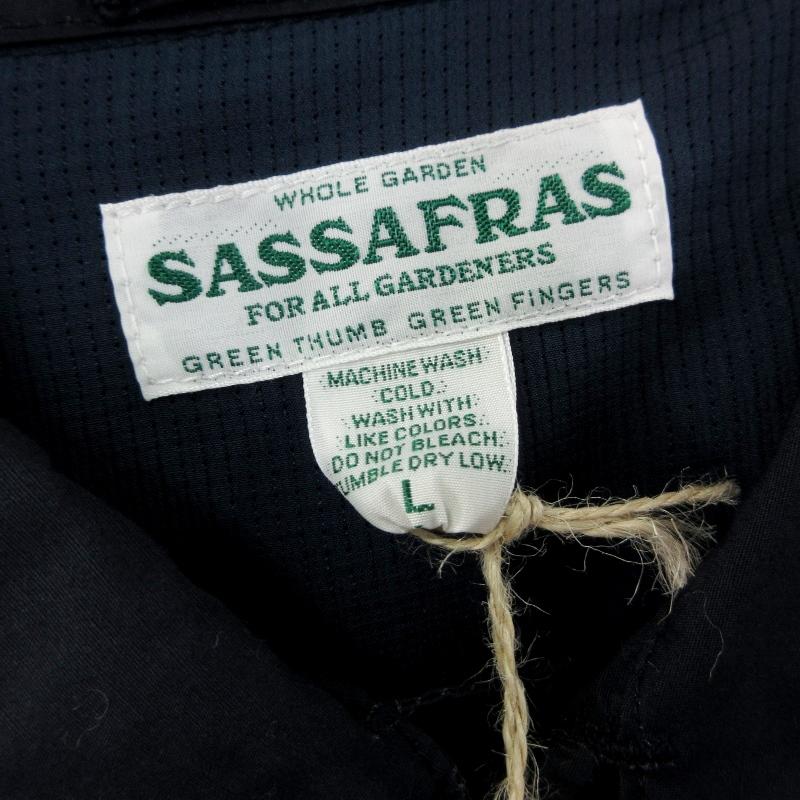 WHOLE GARDEN
SASSAFRAS
FOR ALL GARDENERS
GREEN THUMB GREEN FINGERS
MACHINE WASH
COLD.
WASH WITH
LIKE COLORS.
DO NOT BLEACH.
TUMBLE DRY LOW.
L